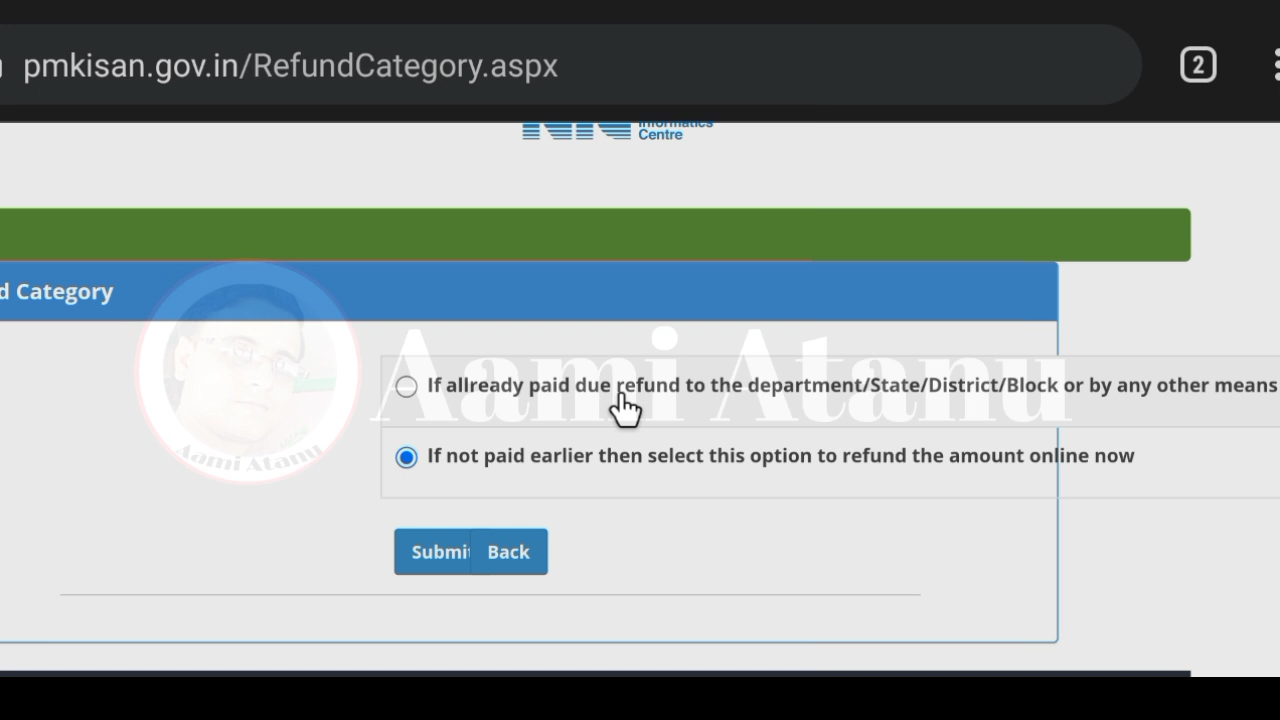 pmkisan.gov.in/RefundCategory.aspx
2
Informatics
Centre
d Category
Aami Atanu
Aami Atanu
If allready paid due refund to the department/State/District/Block or by any other means
If not paid earlier then select this option to refund the amount online now
Submit
Back